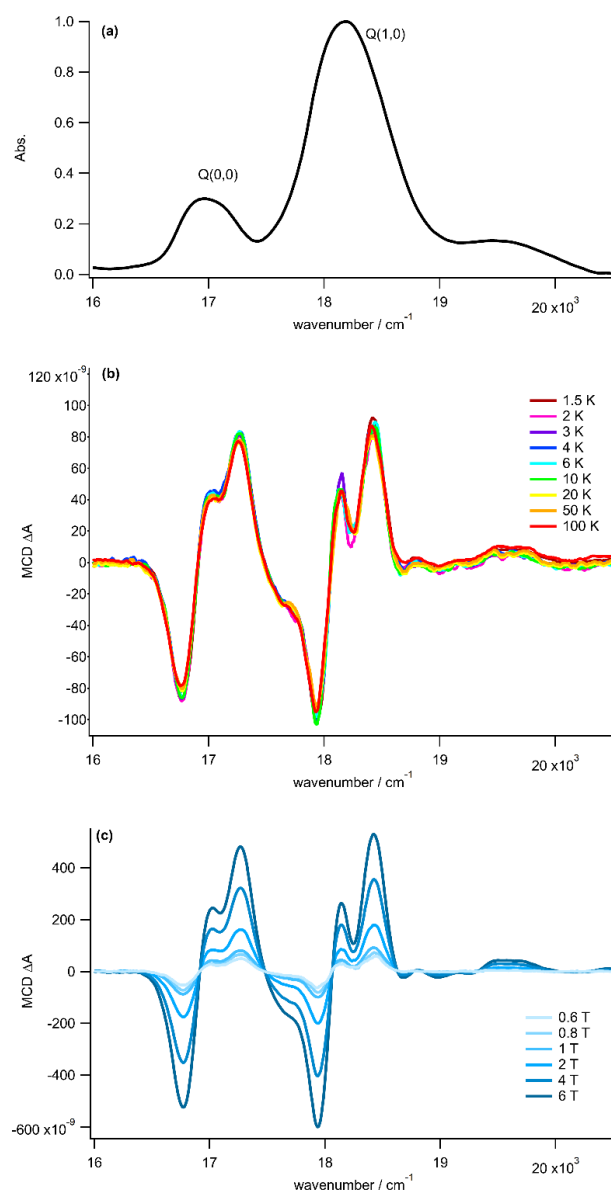 (a)
Q(1,0)
Q(0,0)
1.0
0.8
0.6
0.4
0.2
0.0
Abs.
16 17 18 19 20 x10³
wavenumber / cm⁻¹
120 x10⁻⁹
(b)
100
80
60
40
20
0
-20
-40
-60
-80
-100
MCD ΔA
1.5 K
2 K
3 K
4 K
6 K
10 K
20 K
50 K
100 K
16 17 18 19 20 x10³
wavenumber / cm⁻¹
(c)
400
200
0
-200
-400
-600 x10⁻⁹
MCD ΔA
0.6 T
0.8 T
1 T
2 T
4 T
6 T
16 17 18 19 20 x10³
wavenumber / cm⁻¹